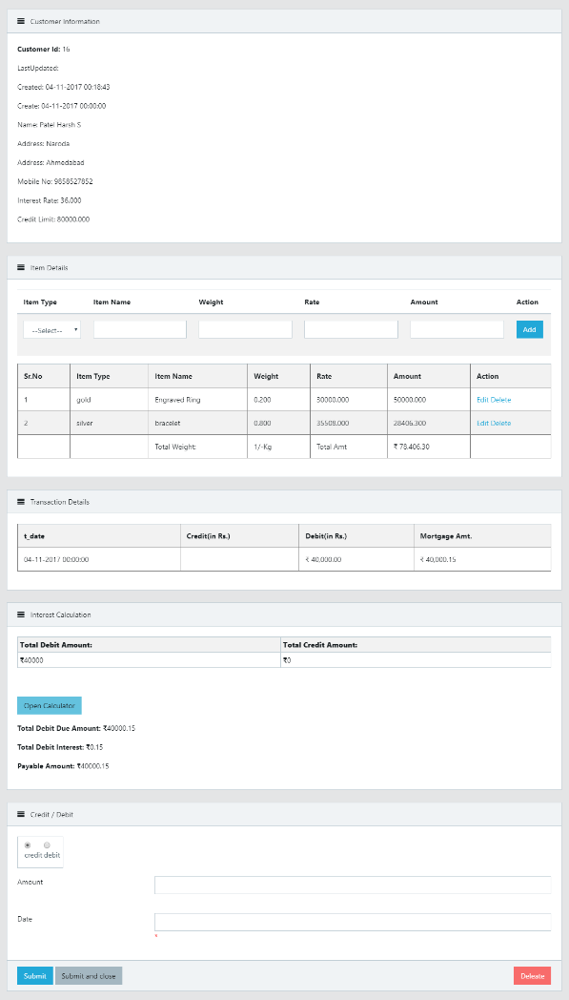 Customer Information
Customer Id: 16
LastUpdated:
Created: 04-11-2017 00:18:43
Create: 04-11-2017 00:00:00
Name: Patel Harsh S
Address: Naroda
Address: Ahmedabad
Mobile No: 9858527852
Interest Rate: 36.000
Credit Limit: 80000.000
Item Details
Item Type Item Name Weight Rate Amount Action
--Select-- Add
Sr.No Item Type Item Name Weight Rate Amount Action
1 gold Engraved Ring 0.200 50000.000 50000.000 Edit Delete
2 silver bracelet 0.800 35508.000 28406.300 Edit Delete
Total Weight: 1/-Kg Total Amt ₹ 78,406.30
Transaction Details
t_date Credit(in Rs.) Debit(in Rs.) Mortgage Amt.
04-11-2017 00:00:00 ₹ 40,000.00 ₹ 40,000.15
Interest Calculation
Total Debit Amount: Total Credit Amount:
₹40000 ₹0
Open Calculator
Total Debit Due Amount: ₹40000.15
Total Debit Interest: ₹0.15
Payable Amount: ₹40000.15
Credit / Debit
credit debit
Amount
Date
*
Submit Submit and close Deleate